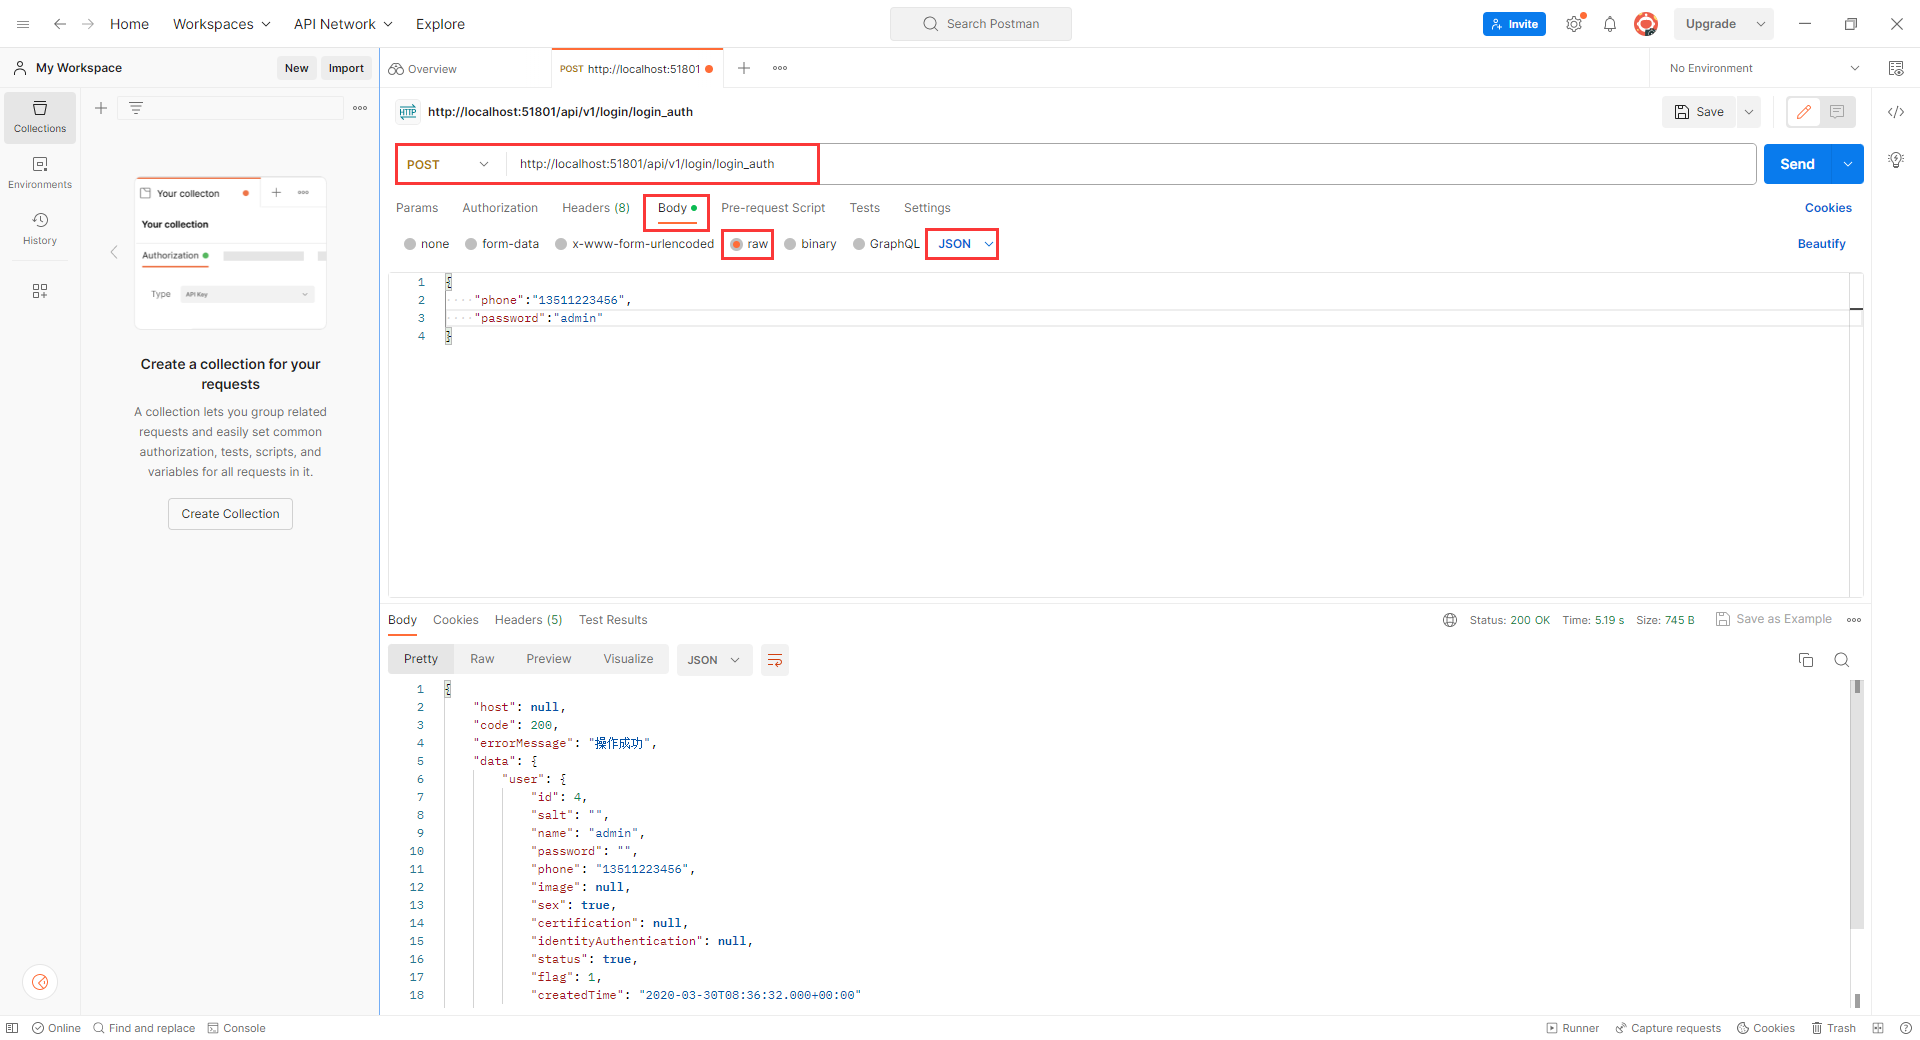 Home Workspaces API Network Explore Search Postman Invite Upgrade
My Workspace New Import Overview POST http://localhost:51801 No Environment
Collections
Environments
History
Your collecton
Your collection
Authorization
Type API Key
Create a collection for your
requests
A collection lets you group related
requests and easily set common
authorization, tests, scripts, and
variables for all requests in it.
Create Collection
HTTP http://localhost:51801/api/v1/login/login_auth Save
POST http://localhost:51801/api/v1/login/login_auth Send
Params Authorization Headers (8) Body Pre-request Script Tests Settings Cookies
none form-data x-www-form-urlencoded raw binary GraphQL JSON Beautify
1 {
2 "phone":"13511223456",
3 "password":"admin"
4 }
Body Cookies Headers (5) Test Results Status: 200 OK Time: 5.19 s Size: 745 B Save as Example
Pretty Raw Preview Visualize JSON
1 {
2 "host": null,
3 "code": 200,
4 "errorMessage": "操作成功",
5 "data": {
6 "user": {
7 "id": 4,
8 "salt": "",
9 "name": "admin",
10 "password": "",
11 "phone": "13511223456",
12 "image": null,
13 "sex": true,
14 "certification": null,
15 "identityAuthentication": null,
16 "status": true,
17 "flag": 1,
18 "createdTime": "2020-03-30T08:36:32.000+00:00"
Online Find and replace Console Runner Capture requests Cookies Trash